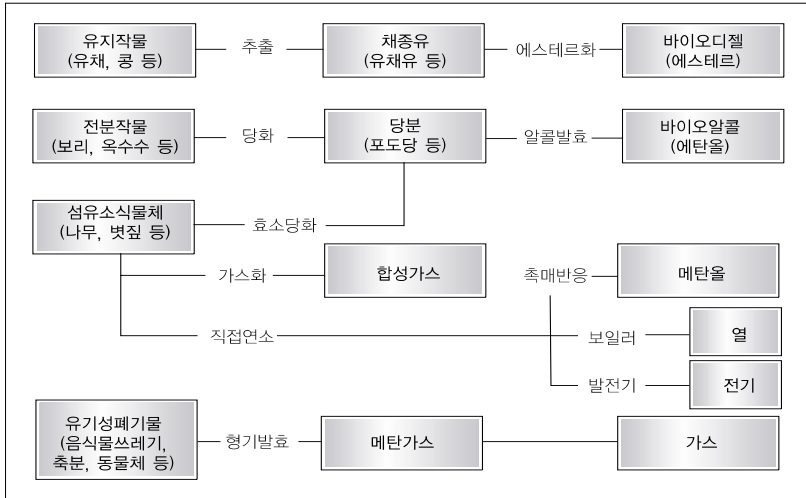 유지작물
(유채, 콩 등)
추출
채종유
(유채유 등)
에스테르화
바이오디젤
(에스테르)
전분작물
(보리, 옥수수 등)
당화
당분
(포도당 등)
알콜발효
바이오알콜
(에탄올)
섬유소식물체
(나무, 볏짚 등)
효소당화
가스화
합성가스
촉매반응
메탄올
직접연소
보일러
열
발전기
전기
유기성폐기물
(음식물쓰레기,
축분, 동물체 등)
형기발효
메탄가스
가스